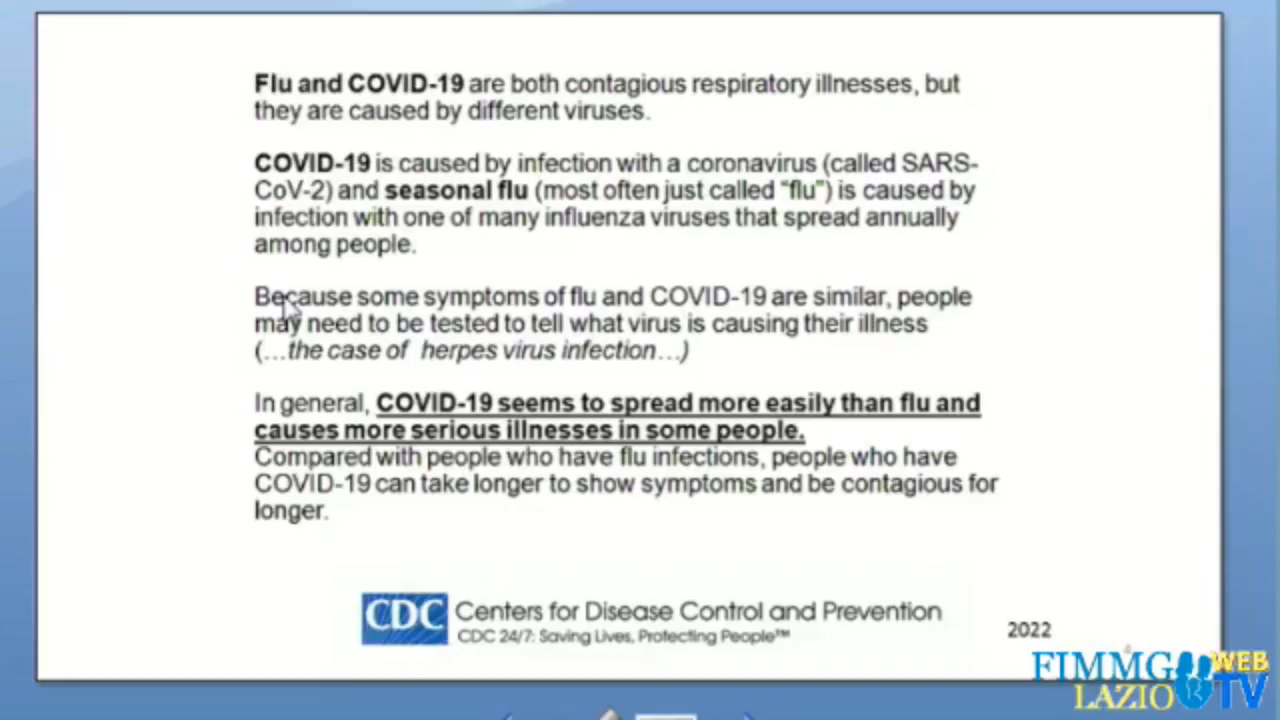 Flu and COVID-19 are both contagious respiratory illnesses, but
they are caused by different viruses.
COVID-19 is caused by infection with a coronavirus (called SARS-
CoV-2) and seasonal flu (most often just called "flu") is caused by
infection with one of many influenza viruses that spread annually
among people.
Because some symptoms of flu and COVID-19 are similar, people
may need to be tested to tell what virus is causing their illness
(...the case of herpes virus infection...)
In general, COVID-19 seems to spread more easily than flu and
causes more serious illnesses in some people.
Compared with people who have flu infections, people who have
COVID-19 can take longer to show symptoms and be contagious for
longer.
CDC Centers for Disease Control and Prevention
CDC 24/7: Saving Lives, Protecting People™
2022
FIMMG WEB
LAZIO TV